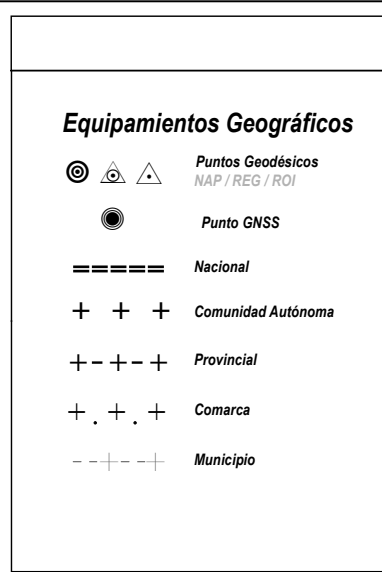 Equipamientos Geográficos
Puntos Geodésicos
NAP / REG / ROI
Punto GNSS
Nacional
Comunidad Autónoma
Provincial
Comarca
Municipio